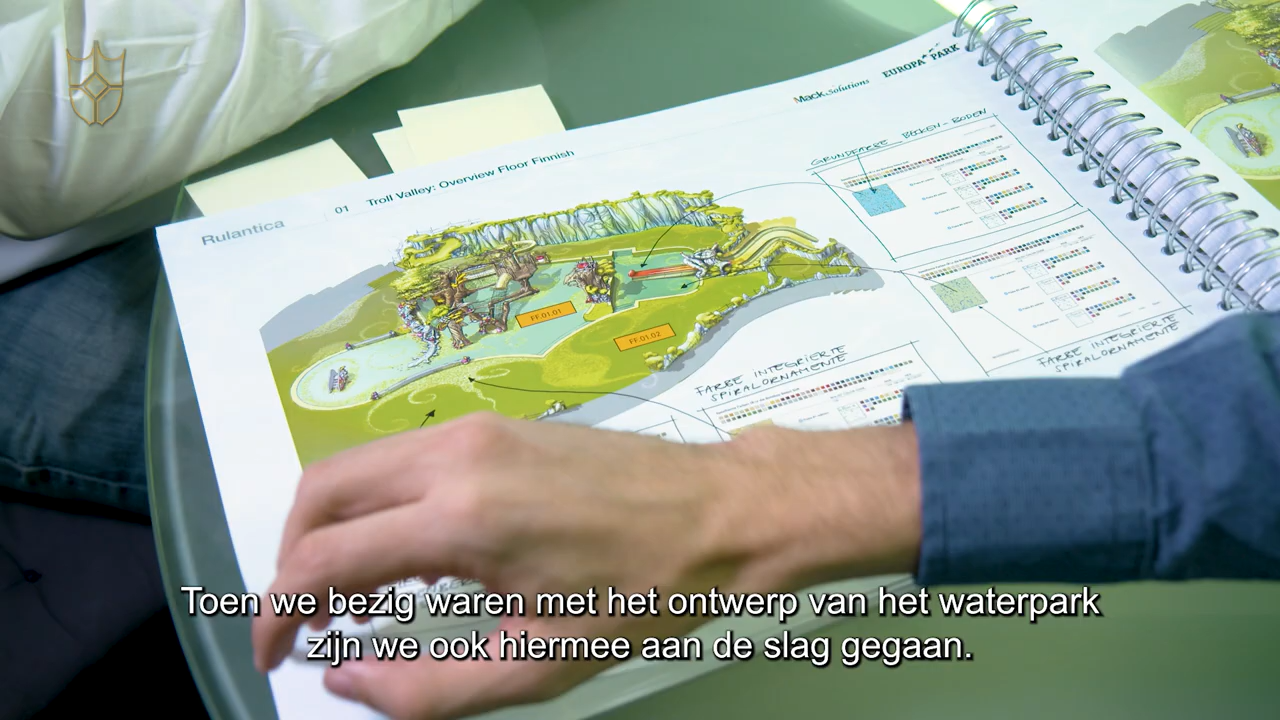 Mack Solutions EUROPA PARK
Rulantica
01 Troll Valley: Overview Floor Finnish
GRUNDFARBE BECKEN-BODEN
FF.01.01
FF.01.02
FARBE INTEGRIERTE
SPIRALORNAMENTE
FARBE INTEGRIERTE
SPIRALORNAMENTE
Toen we bezig waren met het ontwerp van het waterpark
zijn we ook hiermee aan de slag gegaan.